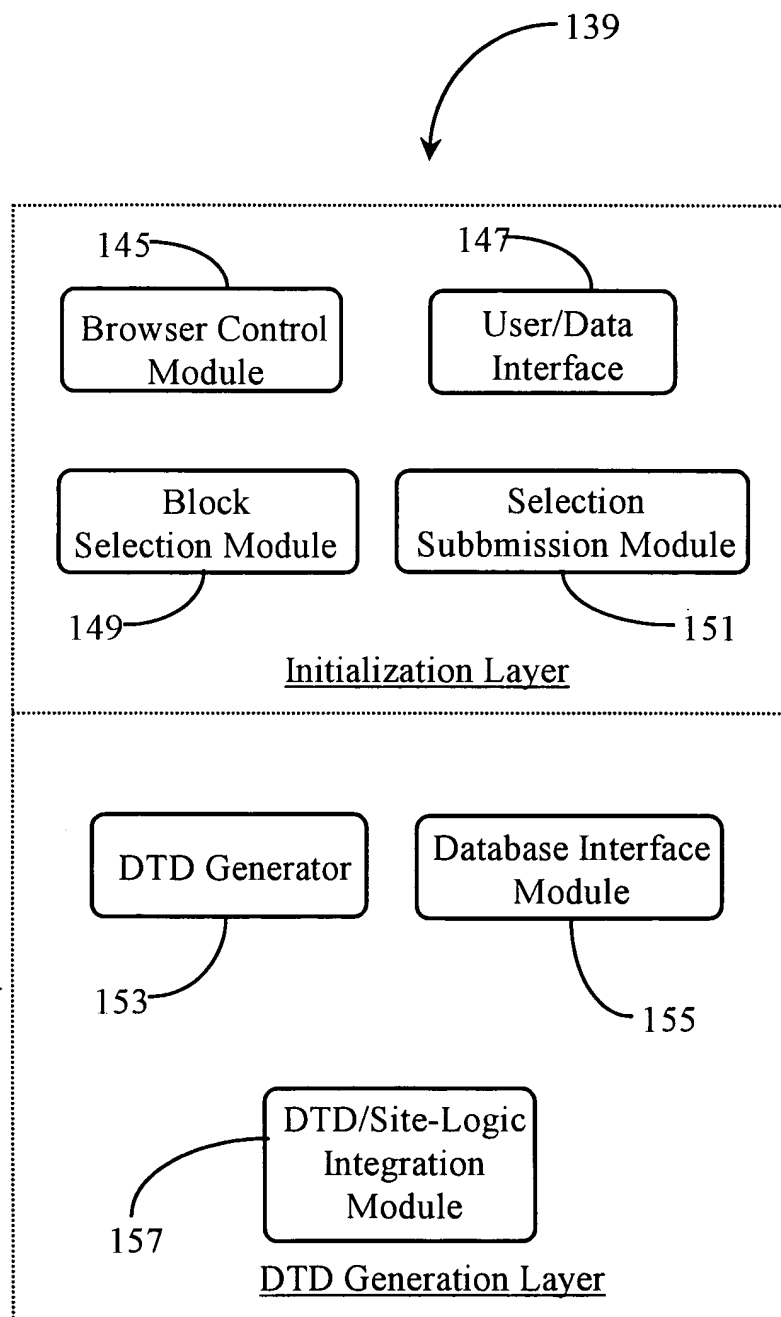 139
145
147
Browser Control
Module
User/Data
Interface
Block
Selection Module
Selection
Subbmission Module
149
151
Initialization Layer
DTD Generator
Database Interface
Module
153
155
DTD/Site-Logic
Integration
Module
157
DTD Generation Layer